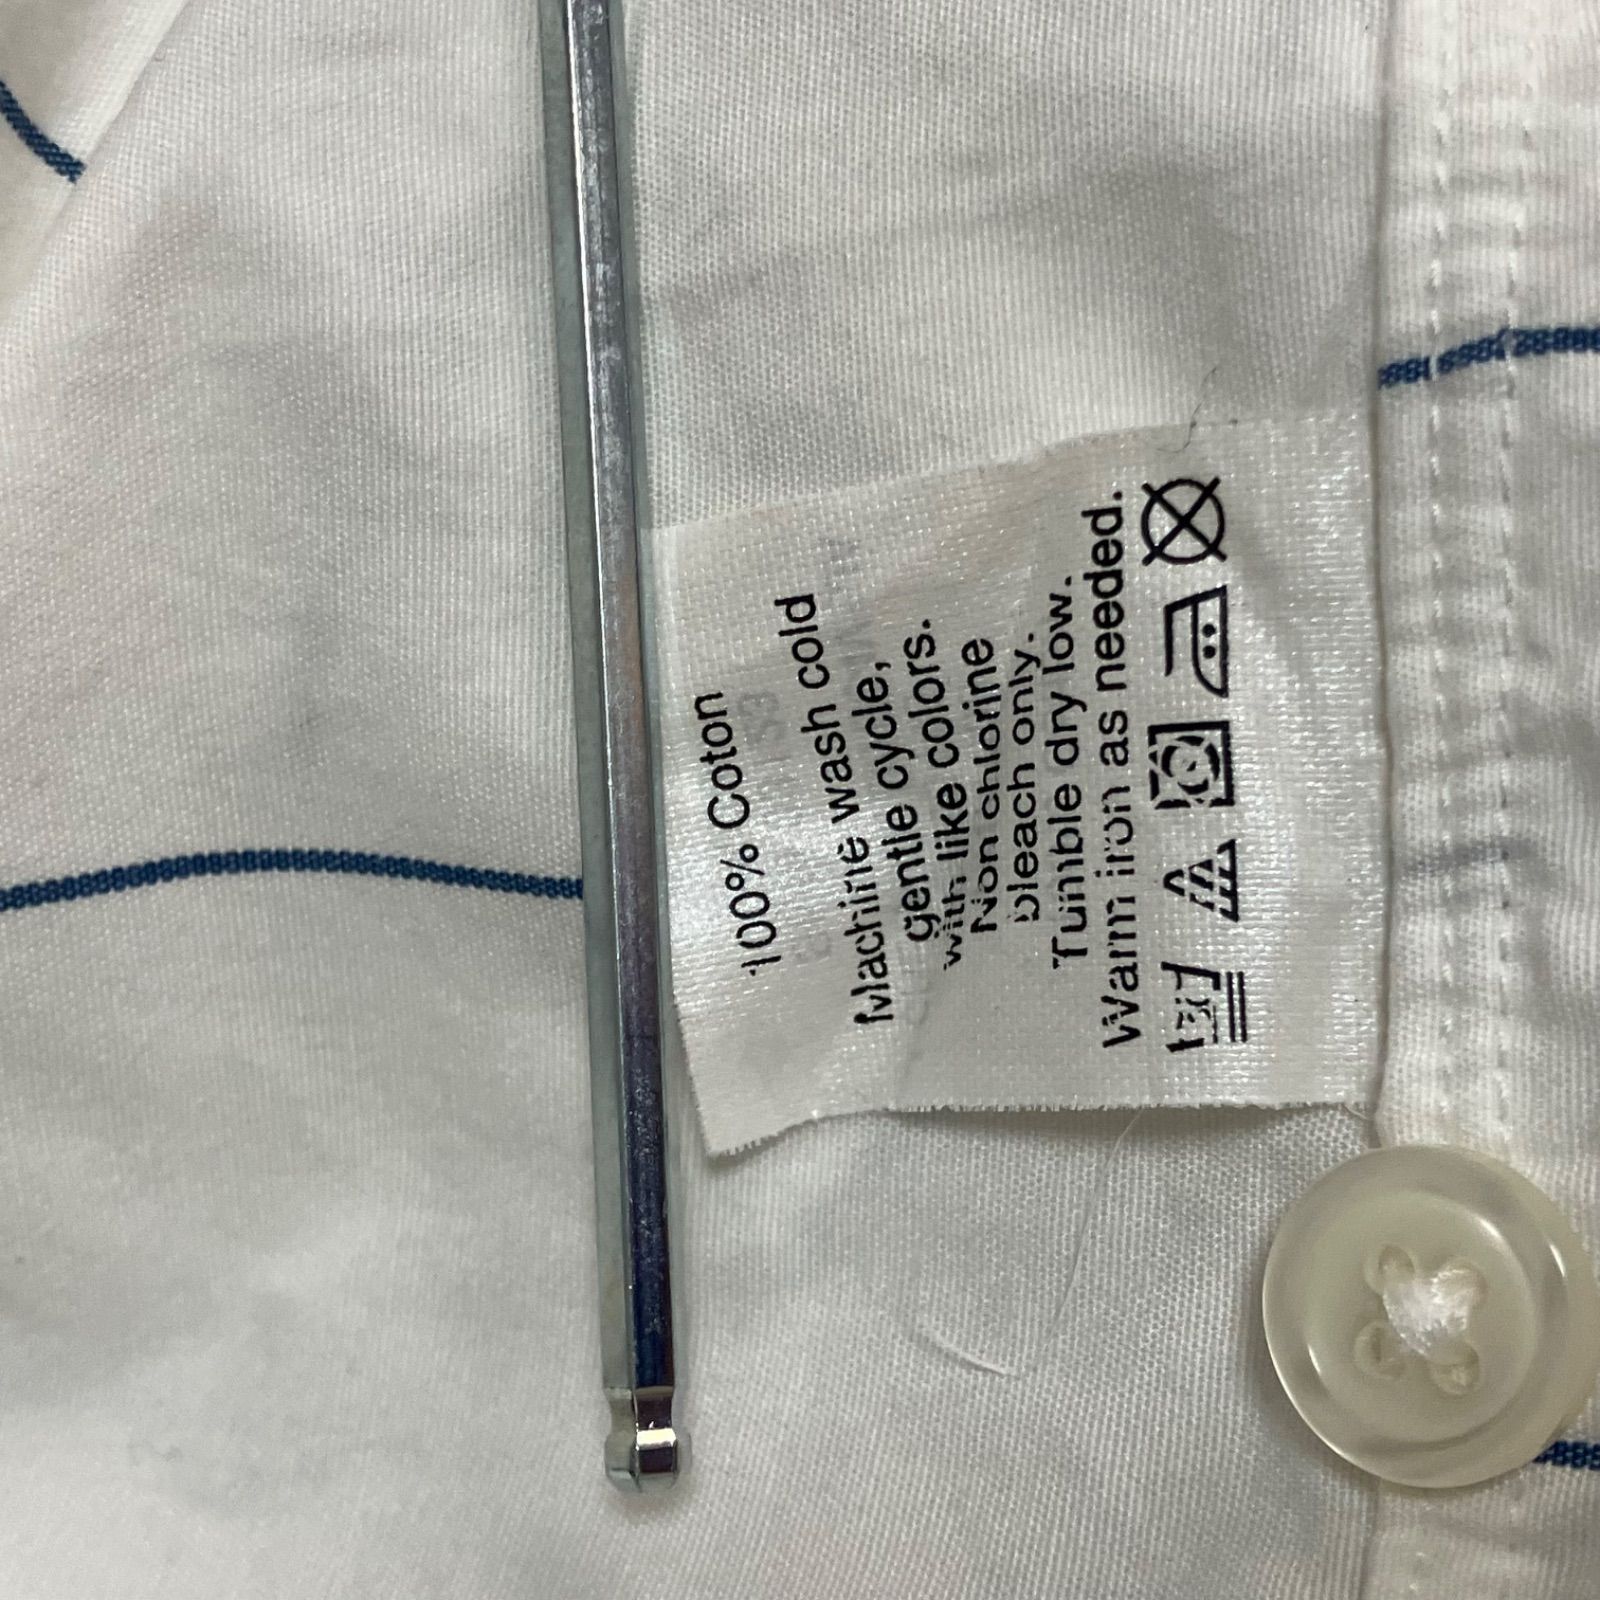 100% Coton
Machine wash cold
gentle cycle,
with like colors.
Non chlorine
bleach only.
Tumble dry low.
Warm iron as needed.